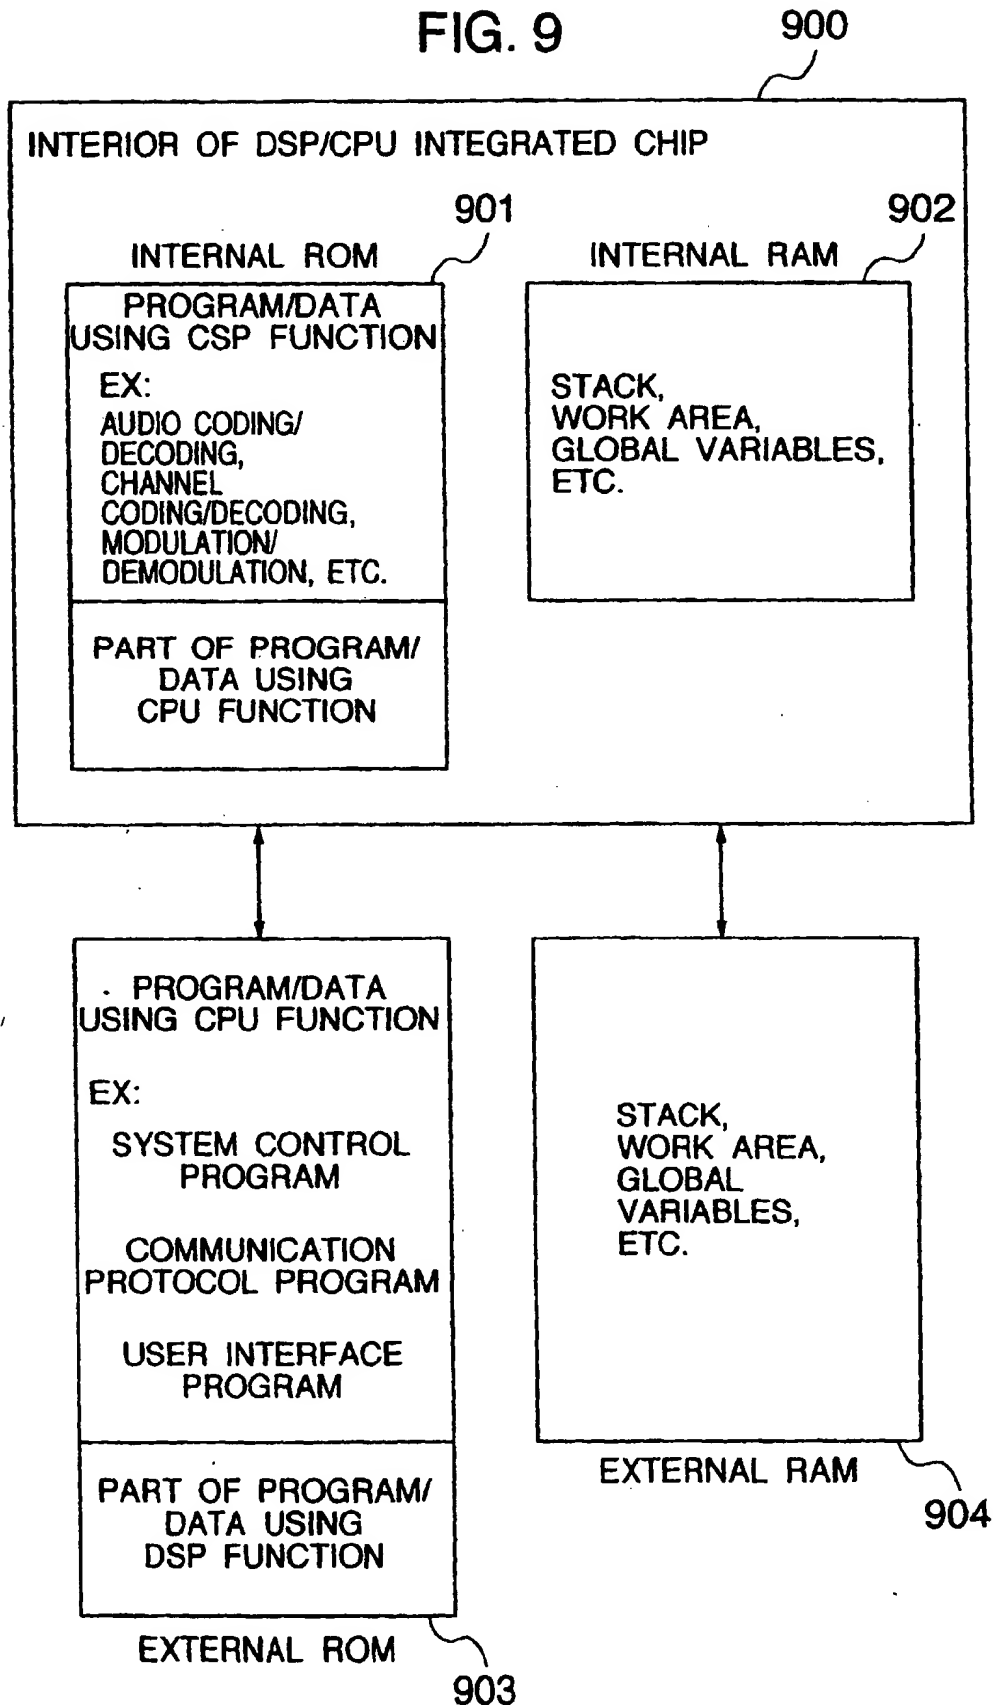 FIG. 9
900
INTERIOR OF DSP/CPU INTEGRATED CHIP
901
INTERNAL ROM
PROGRAM/DATA
USING CSP FUNCTION
EX:
AUDIO CODING/
DECODING,
CHANNEL
CODING/DECODING,
MODULATION/
DEMODULATION, ETC.
PART OF PROGRAM/
DATA USING
CPU FUNCTION
902
INTERNAL RAM
STACK,
WORK AREA,
GLOBAL VARIABLES,
ETC.
PROGRAM/DATA
USING CPU FUNCTION
EX:
SYSTEM CONTROL
PROGRAM
COMMUNICATION
PROTOCOL PROGRAM
USER INTERFACE
PROGRAM
PART OF PROGRAM/
DATA USING
DSP FUNCTION
EXTERNAL ROM
903
STACK,
WORK AREA,
GLOBAL
VARIABLES,
ETC.
EXTERNAL RAM
904